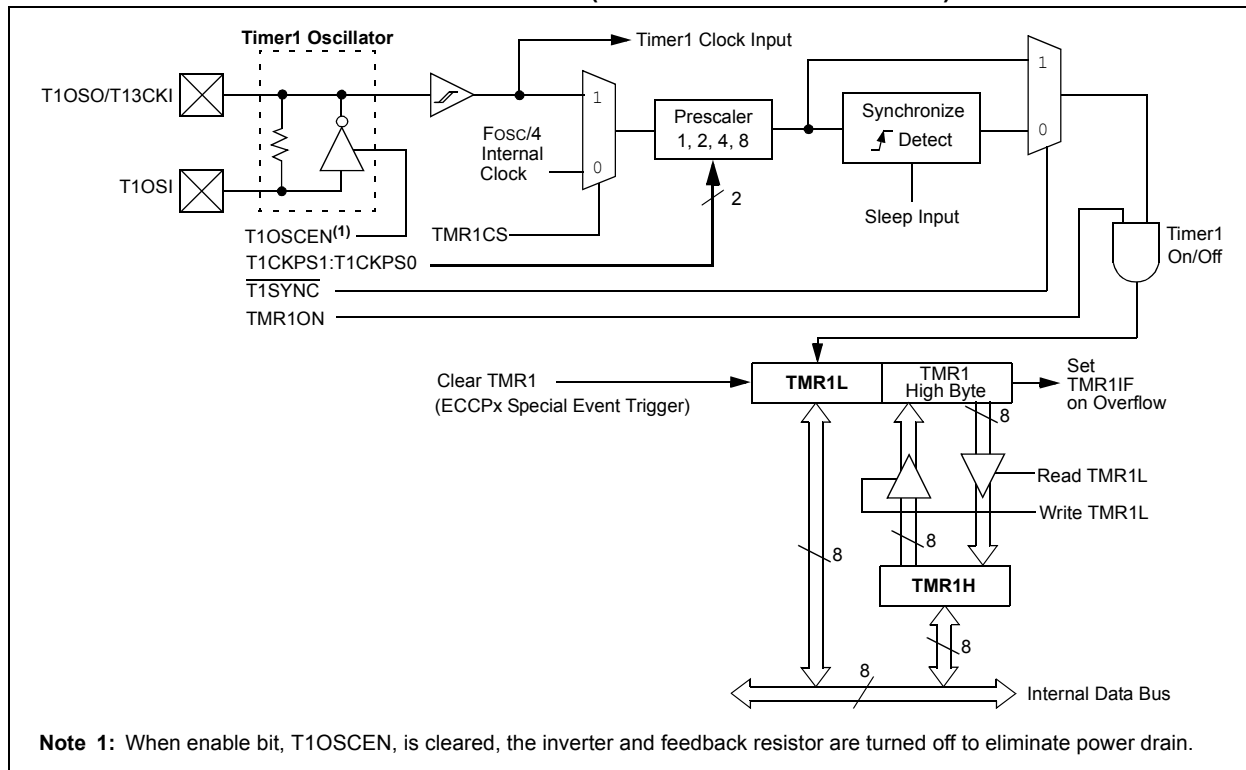 Timer1 Oscillator
Timer1 Clock Input
T1OSO/T13CKI
1
1
FOSC/4
Internal
Clock
0
Prescaler
1, 2, 4, 8
Synchronize
Detect
0
T1OSI
2
Sleep Input
T1OSCEN(1)
TMR1CS
T1CKPS1:T1CKPS0
T1SYNC
TMR1ON
Timer1
On/Off
Clear TMR1
(ECCPx Special Event Trigger)
TMR1L
TMR1
High Byte
Set
TMR1IF
on Overflow
8
Read TMR1L
Write TMR1L
8
8
TMR1H
8
8
Internal Data Bus
Note 1: When enable bit, T1OSCEN, is cleared, the inverter and feedback resistor are turned off to eliminate power drain.